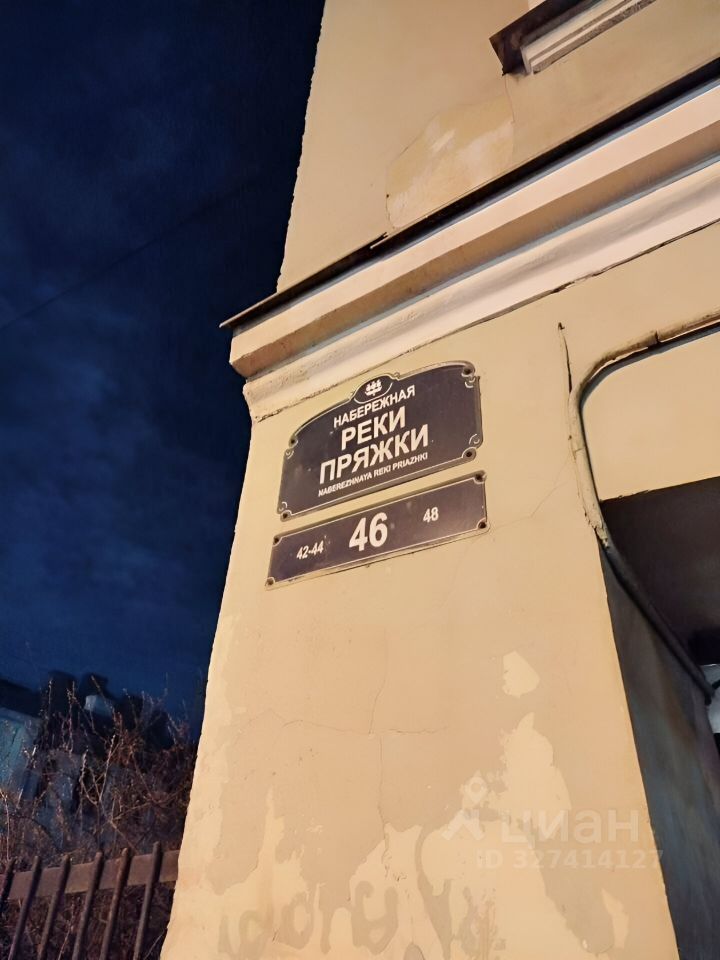 НАБЕРЕЖНАЯ
РЕКИ
ПРЯЖКИ
NABEREZHNAYA REKI PRIAZHKI
42-44 46 48
циан
ID 327414127